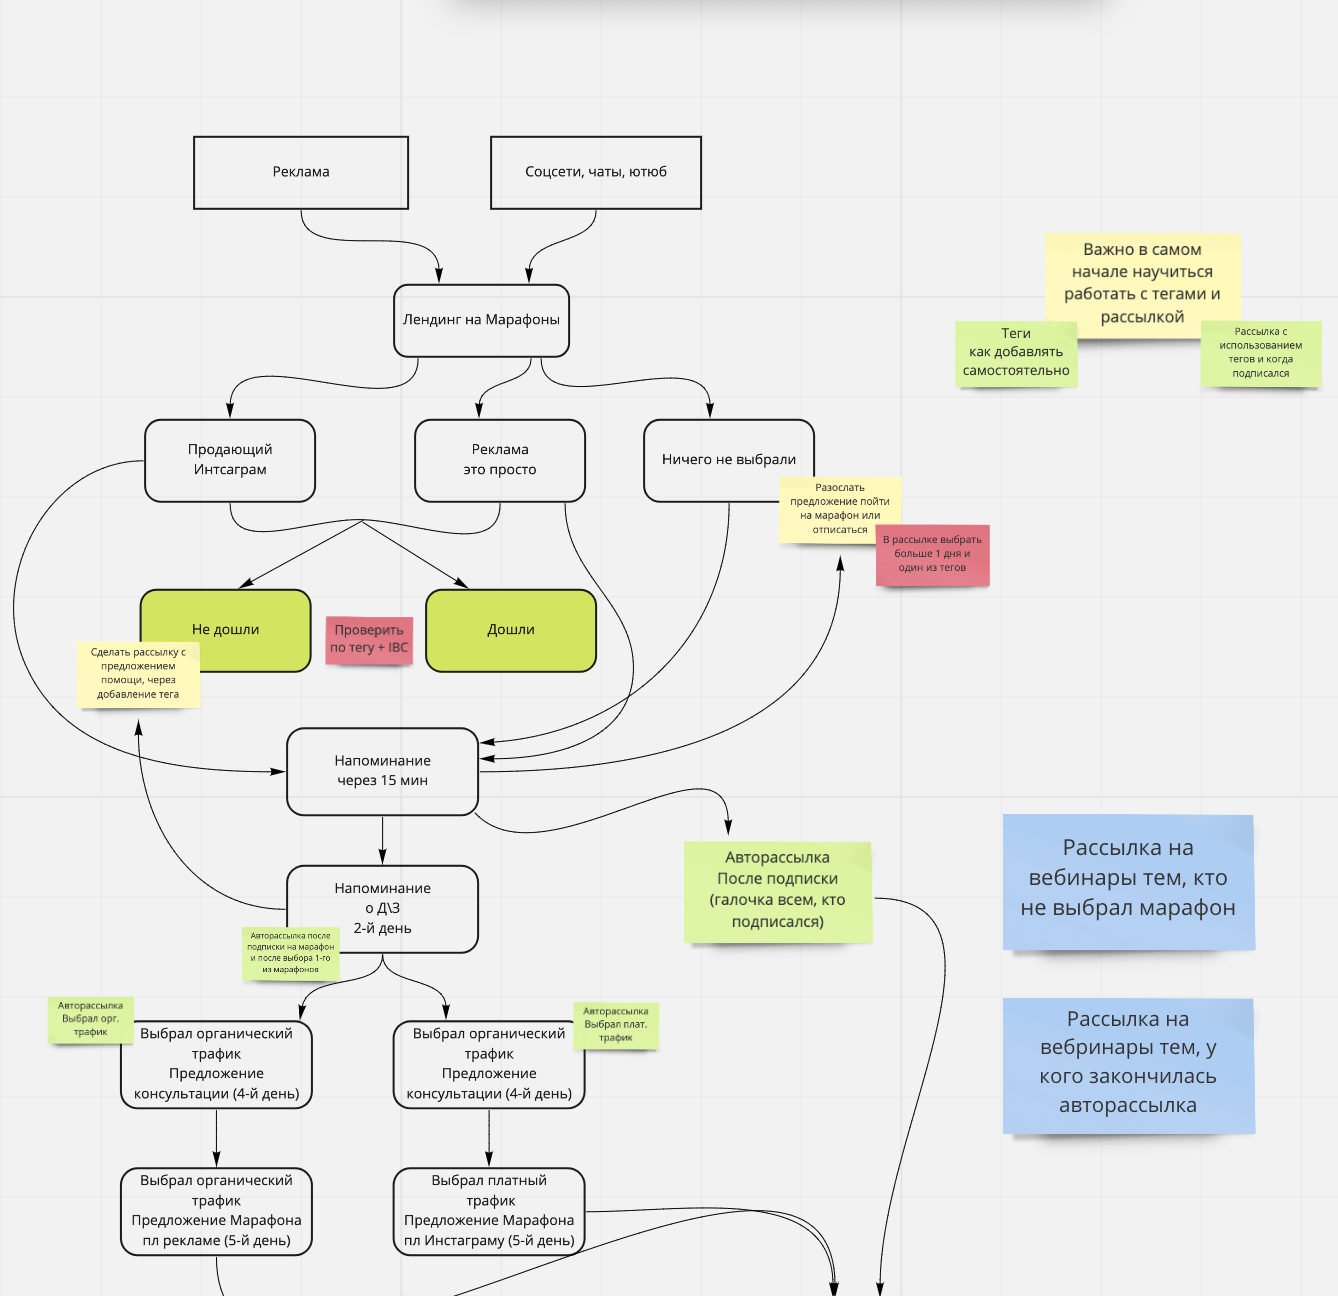 Реклама
Соцсети, чаты, ютюб
Важно в самом
начале научиться
работать с тегами и
рассылкой
Теги
как добавлять
самостоятельно
Рассылка с
использованием
тегов и когда
подписался
Лендинг на Марафоны
Продающий
Интсаграм
Реклама
это просто
Ничего не выбрали
Разослать
предложение пойти
на марафон или
отписаться
В рассылке выбрать
больше 1 дня и
один из тегов
Не дошли
Проверить
по тегу + IBC
Дошли
Сделать рассылку с
предложением
помощи, через
добавление тега
Напоминание
через 15 мин
Напоминание
о Д\З
2-й день
Авторассылка после
подписки на марафон
и после выбора 1-го
из марафонов
Авторассылка
После подписки
(галочка всем, кто
подписался)
Рассылка на
вебинары тем, кто
не выбрал марафон
Рассылка на
вебринары тем, у
кого закончилась
авторассылка
Авторассылка
Выбрал орг.
трафик
Выбрал органический
трафик
Предложение
консультации (4-й день)
Выбрал органический
трафик
Предложение
консультации (4-й день)
Авторассылка
Выбрал плат.
трафик
Выбрал органический
трафик
Предложение Марафона
пл рекламе (5-й день)
Выбрал платный
трафик
Предложение Марафона
пл Инстаграму (5-й день)